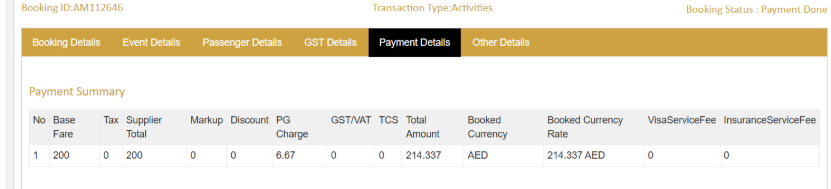 Booking ID:AM112646 Transaction Type:Activities Booking Status : Payment Done
Booking Details Event Details Passenger Details GST Details Payment Details Other Details
Payment Summary
No Base Fare Tax Supplier Total Markup Discount PG Charge GST/VAT TCS Total Amount Booked Currency Booked Currency Rate VisaServiceFee InsuranceServiceFee
1 200 0 200 0 0 6.67 0 0 214.337 AED 214.337 AED 0 0